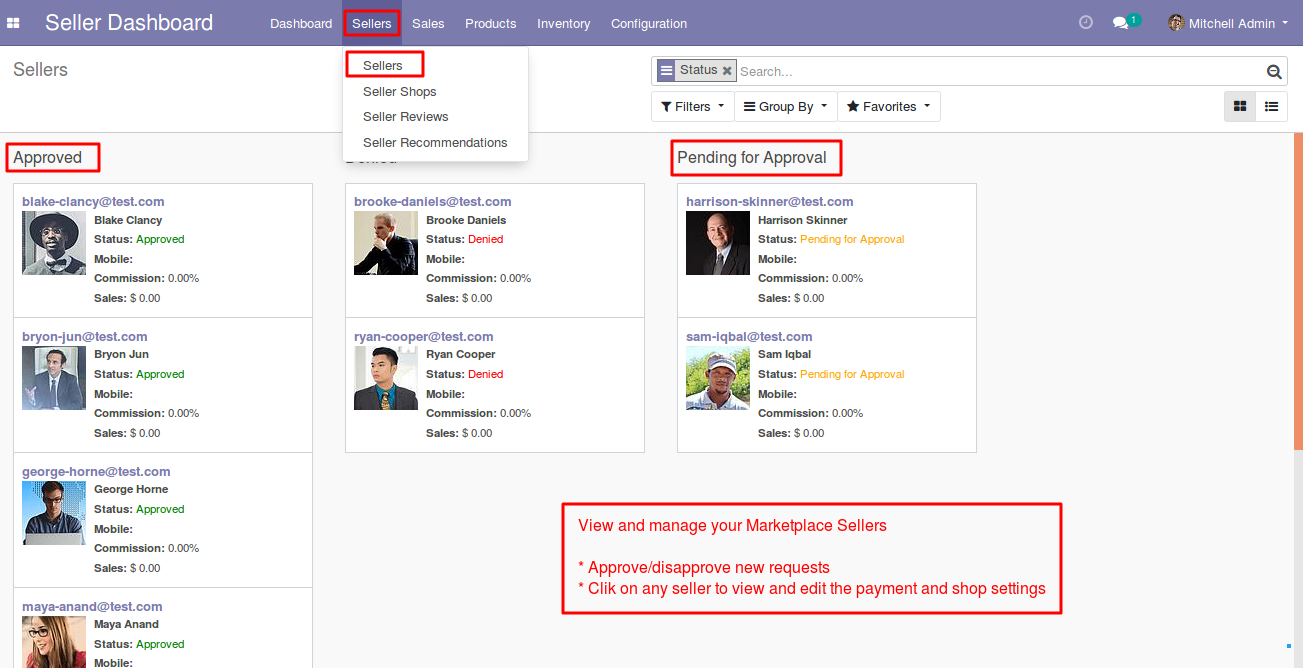 Seller Dashboard Dashboard Sellers Sales Products Inventory Configuration 1 Mitchell Admin
Sellers
Sellers
Seller Shops
Seller Reviews
Seller Recommendations
Status Search...
Filters Group By Favorites
Approved
blake-clancy@test.com
Blake Clancy
Status: Approved
Mobile:
Commission: 0.00%
Sales: $ 0.00
bryon-jun@test.com
Bryon Jun
Status: Approved
Mobile:
Commission: 0.00%
Sales: $ 0.00
george-horne@test.com
George Horne
Status: Approved
Mobile:
Commission: 0.00%
Sales: $ 0.00
maya-anand@test.com
Maya Anand
Status: Approved
Mobile:
Denied
brooke-daniels@test.com
Brooke Daniels
Status: Denied
Mobile:
Commission: 0.00%
Sales: $ 0.00
ryan-cooper@test.com
Ryan Cooper
Status: Denied
Mobile:
Commission: 0.00%
Sales: $ 0.00
Pending for Approval
harrison-skinner@test.com
Harrison Skinner
Status: Pending for Approval
Mobile:
Commission: 0.00%
Sales: $ 0.00
sam-iqbal@test.com
Sam Iqbal
Status: Pending for Approval
Mobile:
Commission: 0.00%
Sales: $ 0.00
View and manage your Marketplace Sellers
* Approve/disapprove new requests
* Clik on any seller to view and edit the payment and shop settings